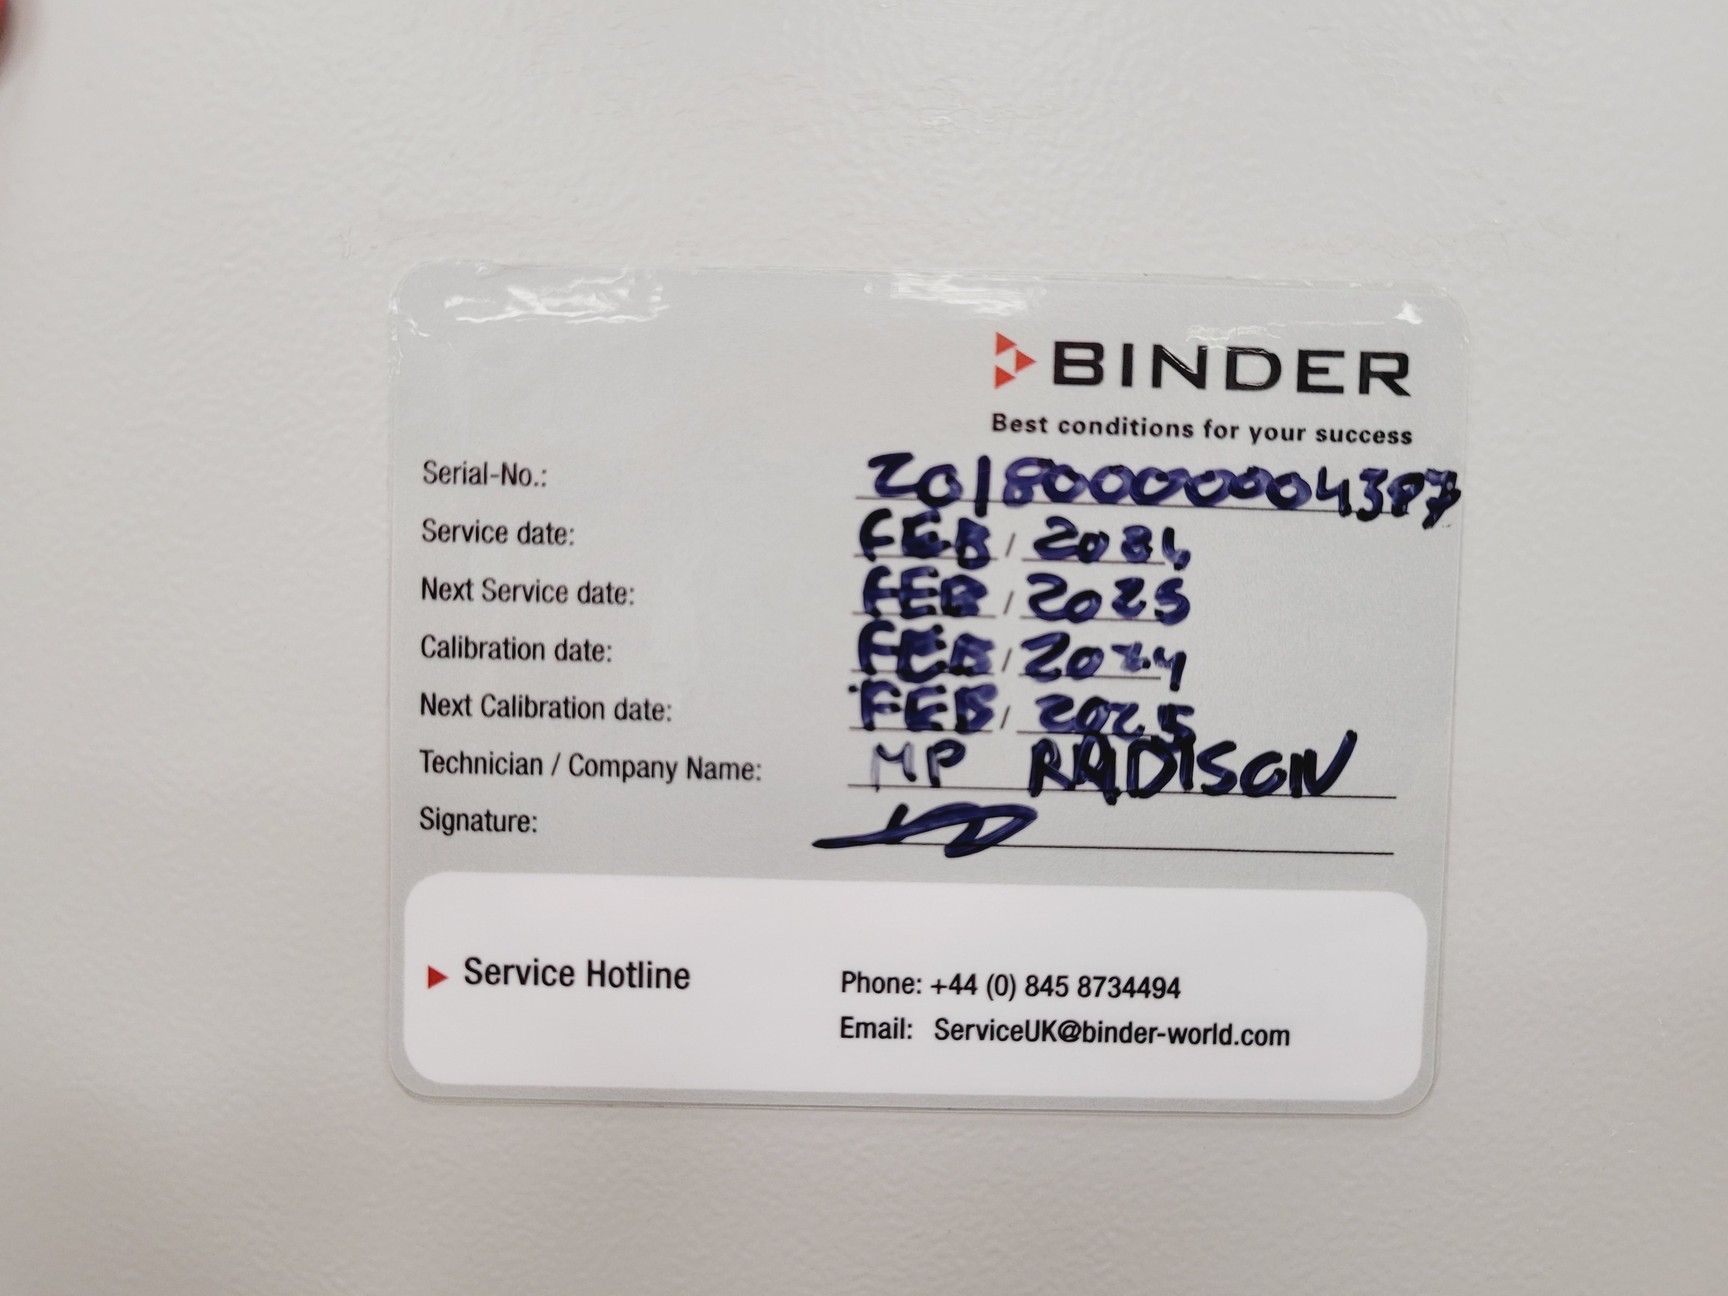 BINDER
Best conditions for your success
Serial-No.: 20180000004387
Service date: FEB / 2024
Next Service date: FEB / 2025
Calibration date: FEB / 2024
Next Calibration date: FEB / 2025
Technician / Company Name: MP RADISON
Signature:
Service Hotline
Phone: +44 (0) 845 8734494
Email: ServiceUK@binder-world.com